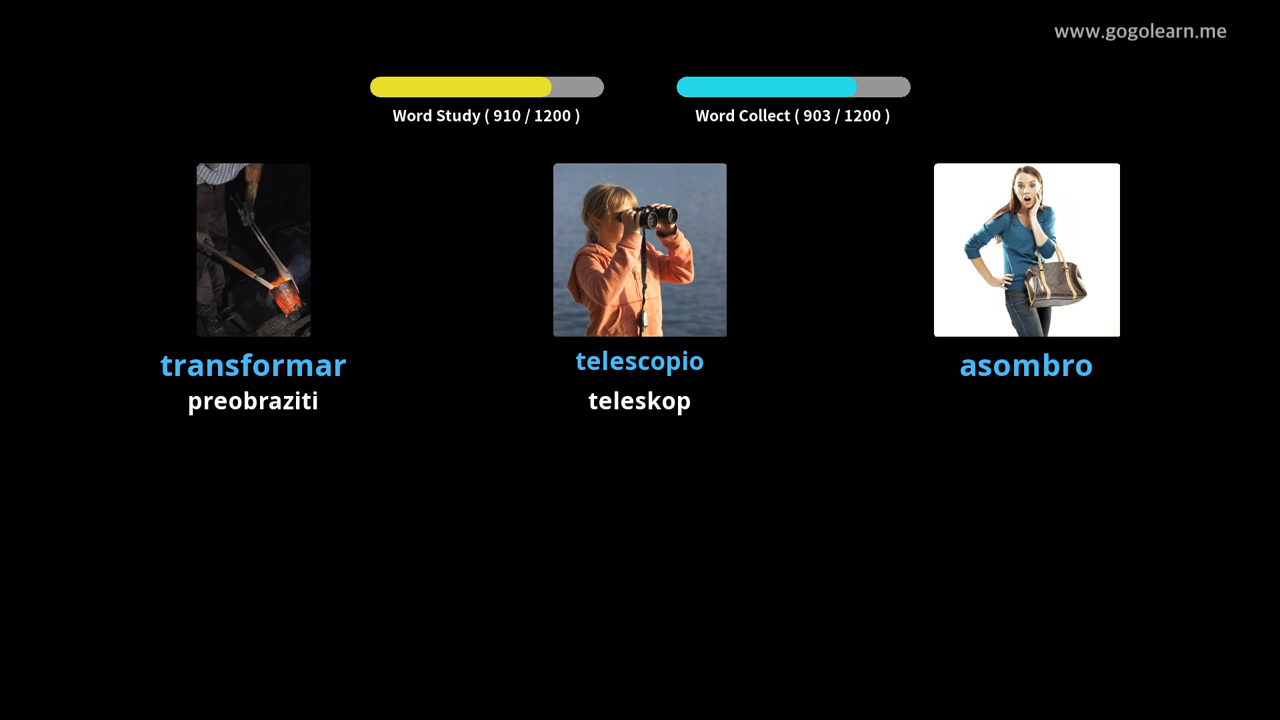 www.gogolearn.me
Word Study ( 910 / 1200 )
Word Collect ( 903 / 1200 )
transformar
preobraziti
telescopio
teleskop
asombro